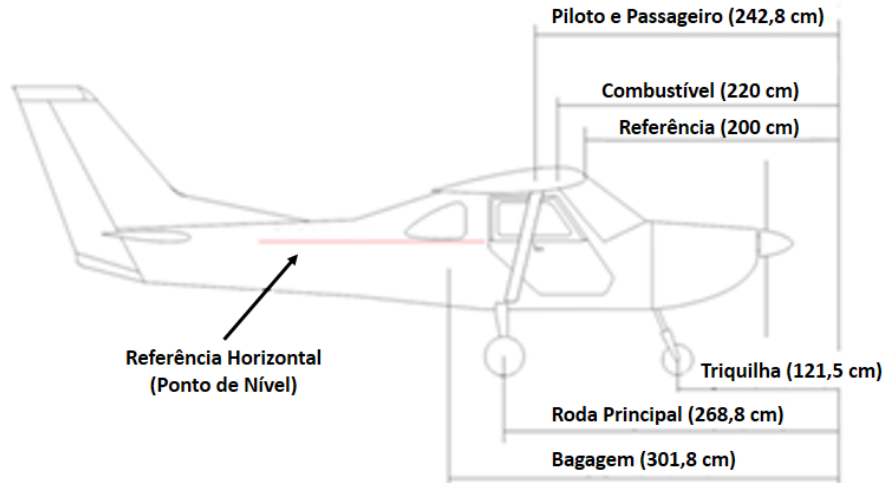 Piloto e Passageiro (242,8 cm)
Combustível (220 cm)
Referência (200 cm)
Referência Horizontal
(Ponto de Nível)
Triquilha (121,5 cm)
Roda Principal (268,8 cm)
Bagagem (301,8 cm)